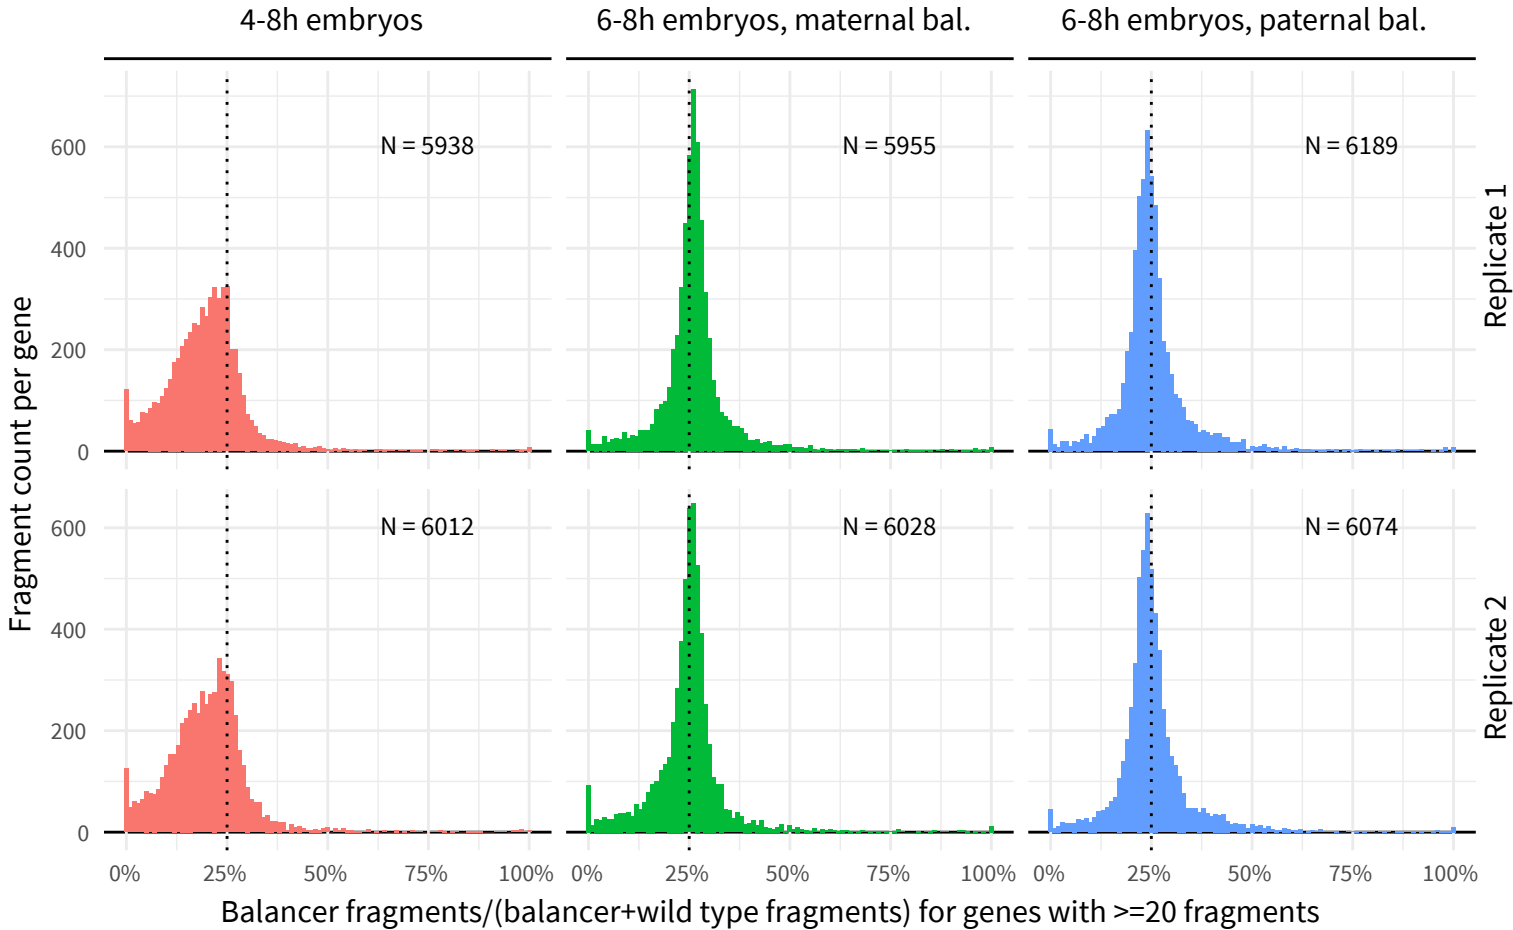 4-8h embryos
6-8h embryos, maternal bal.
6-8h embryos, paternal bal.
Fragment count per gene
600
400
200
0
N = 5938
N = 5955
N = 6189
Replicate 1
600
400
200
0
N = 6012
N = 6028
N = 6074
Replicate 2
0% 25% 50% 75% 100%
0% 25% 50% 75% 100%
0% 25% 50% 75% 100%
Balancer fragments/(balancer+wild type fragments) for genes with >=20 fragments